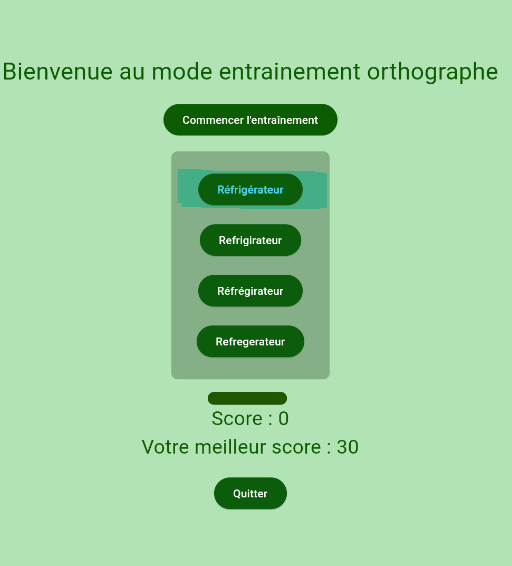 Bienvenue au mode entrainement orthographe
Commencer l'entraînement
Réfrigérateur
Refrigirateur
Réfrégirateur
Refregerateur
Score : 0
Votre meilleur score : 30
Quitter